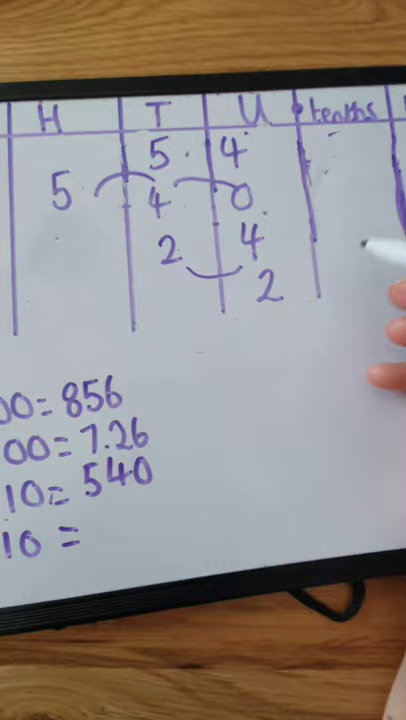 H T U tenths
5 4
5 4 0
2 4
2
00 = 856
00 = 7.26
10 = 540
10 =